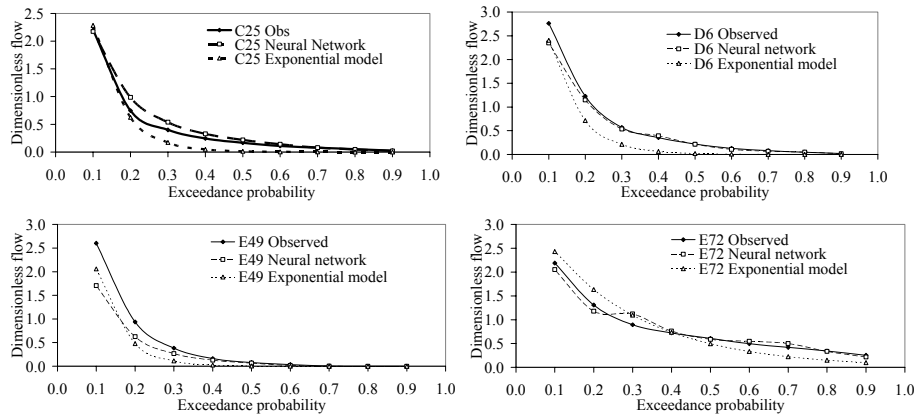 2.5
2.0
1.5
1.0
0.5
0.0
Dimensionless flow
C25 Obs
C25 Neural Network
C25 Exponential model
0.0 0.1 0.2 0.3 0.4 0.5 0.6 0.7 0.8 0.9 1.0
Exceedance probability
3.0
2.5
2.0
1.5
1.0
0.5
0.0
Dimensionless flow
D6 Observed
D6 Neural network
D6 Exponential model
0.0 0.1 0.2 0.3 0.4 0.5 0.6 0.7 0.8 0.9 1.0
Exceedance probability
3.0
2.5
2.0
1.5
1.0
0.5
0.0
Dimensionless flow
E49 Observed
E49 Neural network
E49 Exponential model
0.0 0.1 0.2 0.3 0.4 0.5 0.6 0.7 0.8 0.9 1.0
Exceedance probability
3.0
2.5
2.0
1.5
1.0
0.5
0.0
Dimensionless flow
E72 Observed
E72 Neural network
E72 Exponential model
0.0 0.1 0.2 0.3 0.4 0.5 0.6 0.7 0.8 0.9 1.0
Exceedance probability